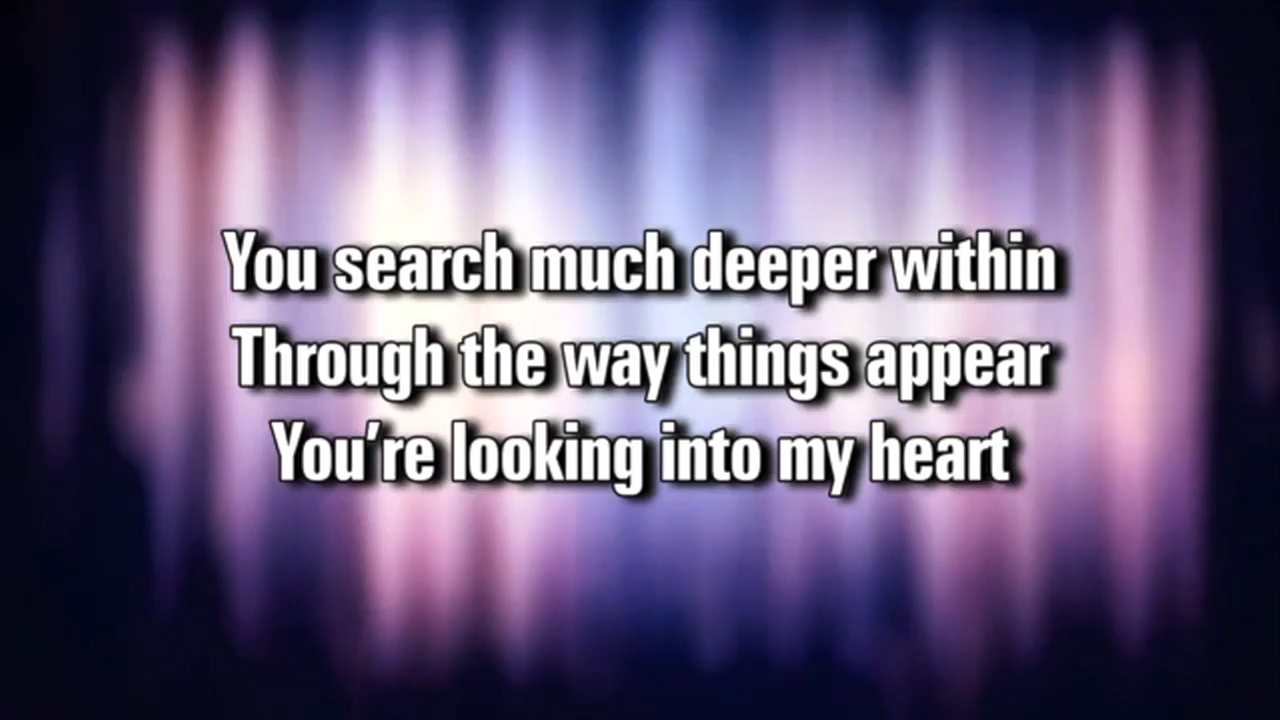 You search much deeper within
Through the way things appear
You’re looking into my heart